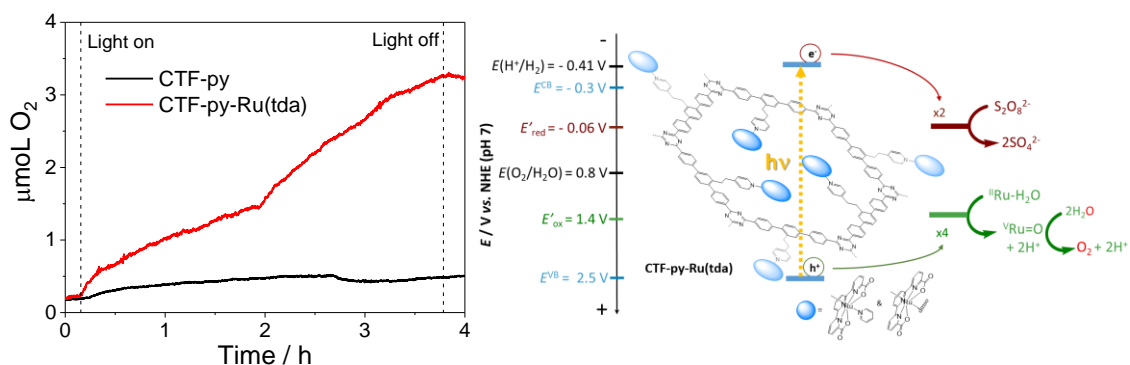 4
3
2
1
0
μmoL O₂
Light on
Light off
CTF-py
CTF-py-Ru(tda)
0
1
2
3
4
Time / h
E / V vs. NHE (pH 7)
-
E(H⁺/H₂) = - 0.41 V
Eᶜᴮ = - 0.3 V
E′red = - 0.06 V
E(O₂/H₂O) = 0.8 V
E′ox = 1.4 V
Eⱽᴮ = 2.5 V
+
e⁻
hν
h⁺
CTF-py-Ru(tda)
x2
S₂O₈²⁻
2SO₄²⁻
ᴵᴵRu-H₂O
x4
ⱽRu=O
+ 2H⁺
2H₂O
O₂ + 2H⁺
=
&